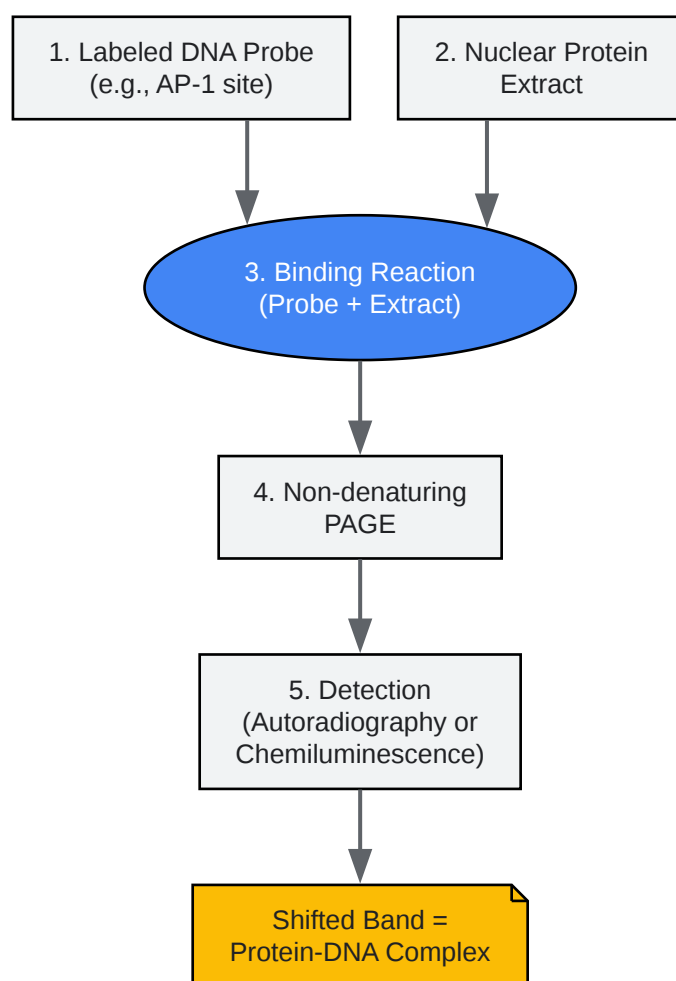 1. Labeled DNA Probe
(e.g., AP-1 site)
2. Nuclear Protein
Extract
3. Binding Reaction
(Probe + Extract)
4. Non-denaturing
PAGE
5. Detection
(Autoradiography or
Chemiluminescence)
Shifted Band =
Protein-DNA Complex